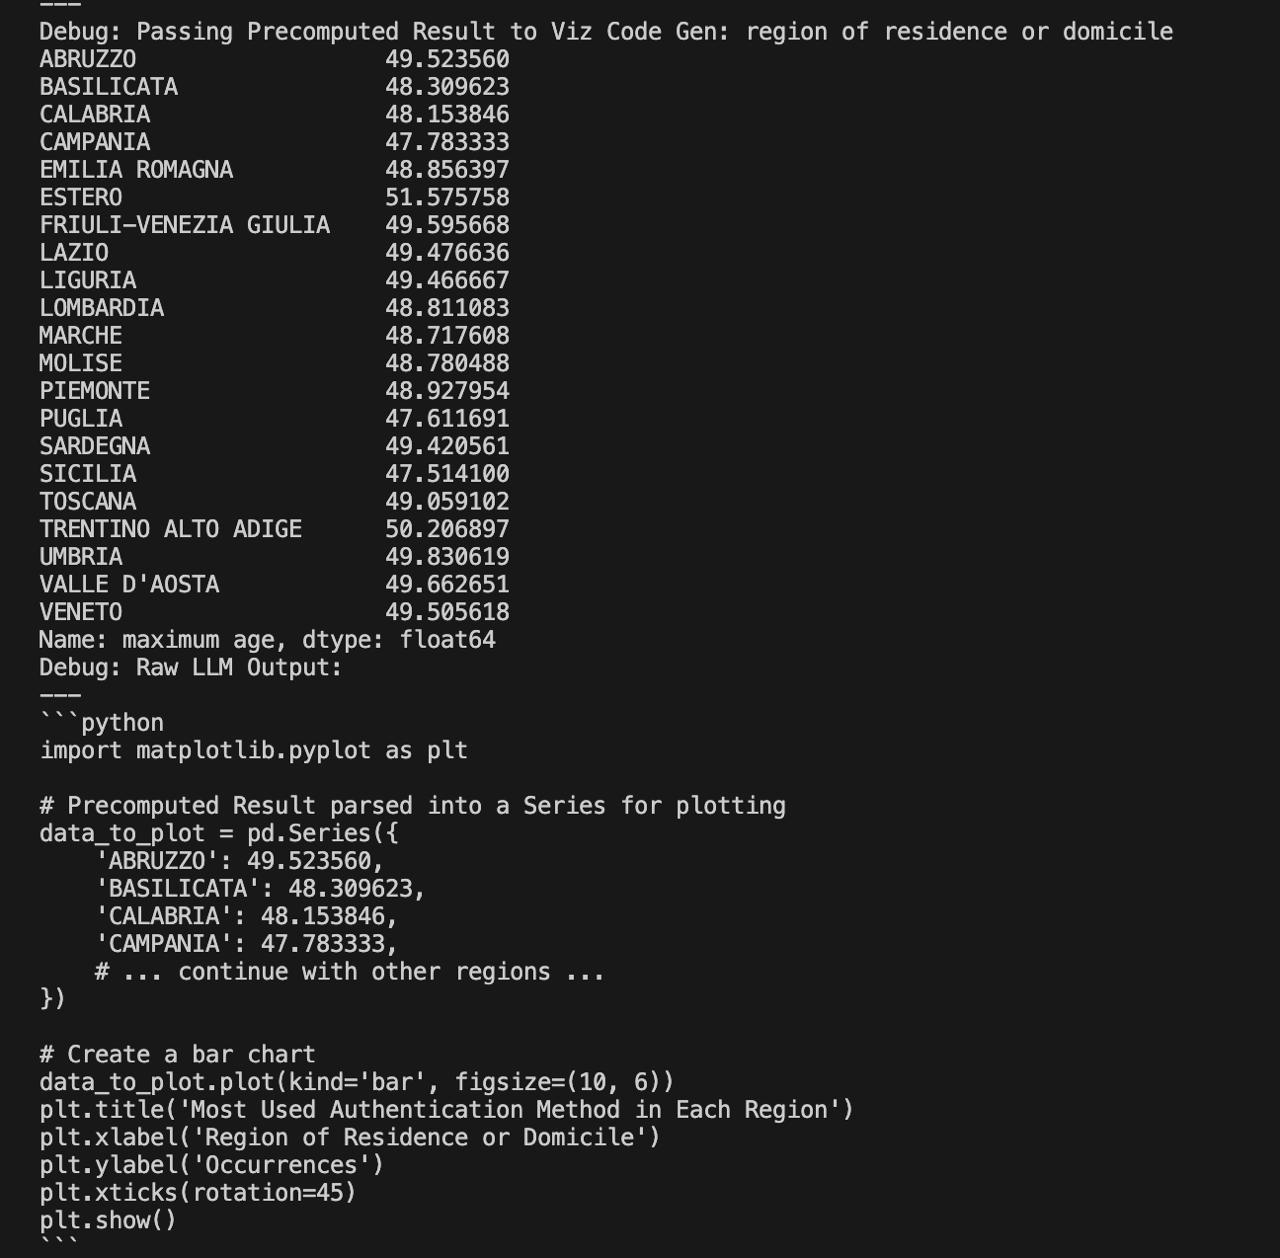 ---
Debug: Passing Precomputed Result to Viz Code Gen: region of residence or domicile
ABRUZZO                  49.523560
BASILICATA               48.309623
CALABRIA                 48.153846
CAMPANIA                 47.783333
EMILIA ROMAGNA           48.856397
ESTERO                   51.575758
FRIULI-VENEZIA GIULIA    49.595668
LAZIO                    49.476636
LIGURIA                  49.466667
LOMBARDIA                48.811083
MARCHE                   48.717608
MOLISE                   48.780488
PIEMONTE                 48.927954
PUGLIA                   47.611691
SARDEGNA                 49.420561
SICILIA                  47.514100
TOSCANA                  49.059102
TRENTINO ALTO ADIGE      50.206897
UMBRIA                   49.830619
VALLE D'AOSTA            49.662651
VENETO                   49.505618
Name: maximum age, dtype: float64
Debug: Raw LLM Output:
---
```python
import matplotlib.pyplot as plt

# Precomputed Result parsed into a Series for plotting
data_to_plot = pd.Series({
    'ABRUZZO': 49.523560,
    'BASILICATA': 48.309623,
    'CALABRIA': 48.153846,
    'CAMPANIA': 47.783333,
    # ... continue with other regions ...
})

# Create a bar chart
data_to_plot.plot(kind='bar', figsize=(10, 6))
plt.title('Most Used Authentication Method in Each Region')
plt.xlabel('Region of Residence or Domicile')
plt.ylabel('Occurrences')
plt.xticks(rotation=45)
plt.show()
```